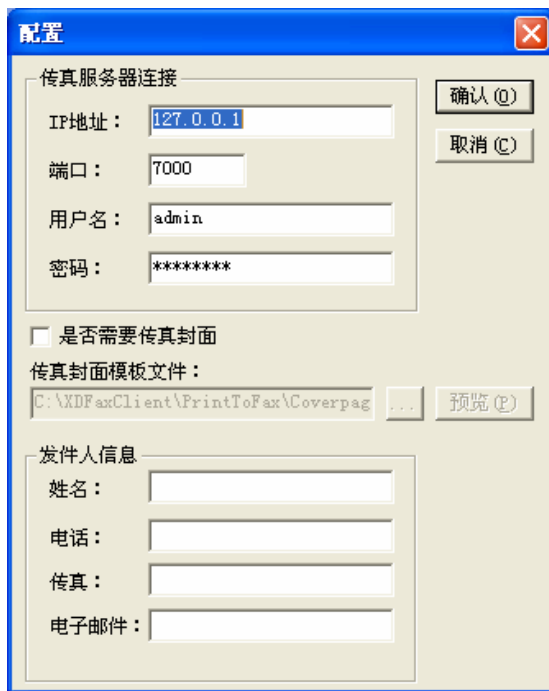 配置
传真服务器连接
确认(O)
IP地址： 127.0.0.1
取消(C)
端口： 7000
用户名： admin
密码： ********
是否需要传真封面
传真封面模板文件：
C:\XDFaxClient\PrintToFax\Coverpag ... 预览(P)
发件人信息
姓名：
电话：
传真：
电子邮件：